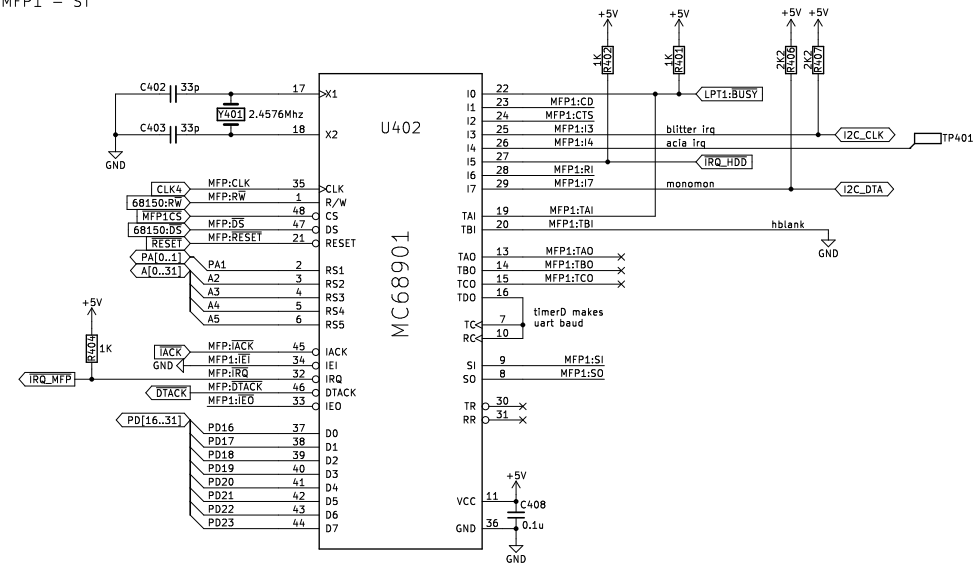 MFP1 – ST
+5V +5V +5V +5V
1K R402 1K R401 2K2 R406 2K2 R407
C402 33p 17 X1
Y401 2.4576Mhz
C403 33p 18 X2
GND
U402
MC68901
I0 22 LPT1:BUSY
I1 23 MFP1:CD
I2 24 MFP1:CTS
I3 25 MFP1:I3 blitter irq I2C_CLK
I4 26 MFP1:I4 acia irq TP401
I5 27 IRQ_HDD
I6 28 MFP1:RI
I7 29 MFP1:I7 monomon I2C_DTA
CLK4 MFP:CLK 35 CLK
68150:RW MFP:RW 1 R/W
MFP1CS 48 CS
68150:DS MFP:DS 47 DS
RESET MFP:RESET 21 RESET
TAI 19 MFP1:TAI
TBI 20 MFP1:TBI hblank
GND
PA[0..1] PA1 2 RS1
A[0..31] A2 3 RS2
A3 4 RS3
A4 5 RS4
A5 6 RS5
TAO 13 MFP1:TAO
TBO 14 MFP1:TBO
TCO 15 MFP1:TCO
TDO 16
TC 7 timerD makes
RC 10 uart baud
+5V
R404 1K
IACK MFP:IACK 45 IACK
GND MFP1:IEI 34 IEI
IRQ_MFP MFP:IRQ 32 IRQ
DTACK MFP:DTACK 46 DTACK
MFP1:IEO 33 IEO
SI 9 MFP1:SI
SO 8 MFP1:SO
TR 30
RR 31
PD[16..31]
PD16 37 D0
PD17 38 D1
PD18 39 D2
PD19 40 D3
PD20 41 D4
PD21 42 D5
PD22 43 D6
PD23 44 D7
+5V
VCC 11 C408
0.1u
GND 36
GND